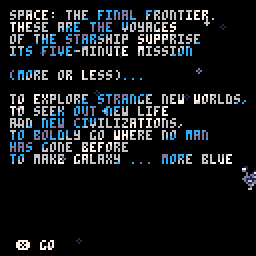 SPACE: THE FINAL FRONTIER.
THESE ARE THE VOYAGES
OF THE STARSHIP SUPPRISE
ITS FIVE-MINUTE MISSION
(MORE OR LESS)...
TO EXPLORE STRANGE NEW WORLDS,
TO SEEK OUT NEW LIFE
AND NEW CIVILIZATIONS,
TO BOLDLY GO WHERE NO MAN
HAS GONE BEFORE
TO MAKE GALAXY ... MORE BLUE
❎ GO